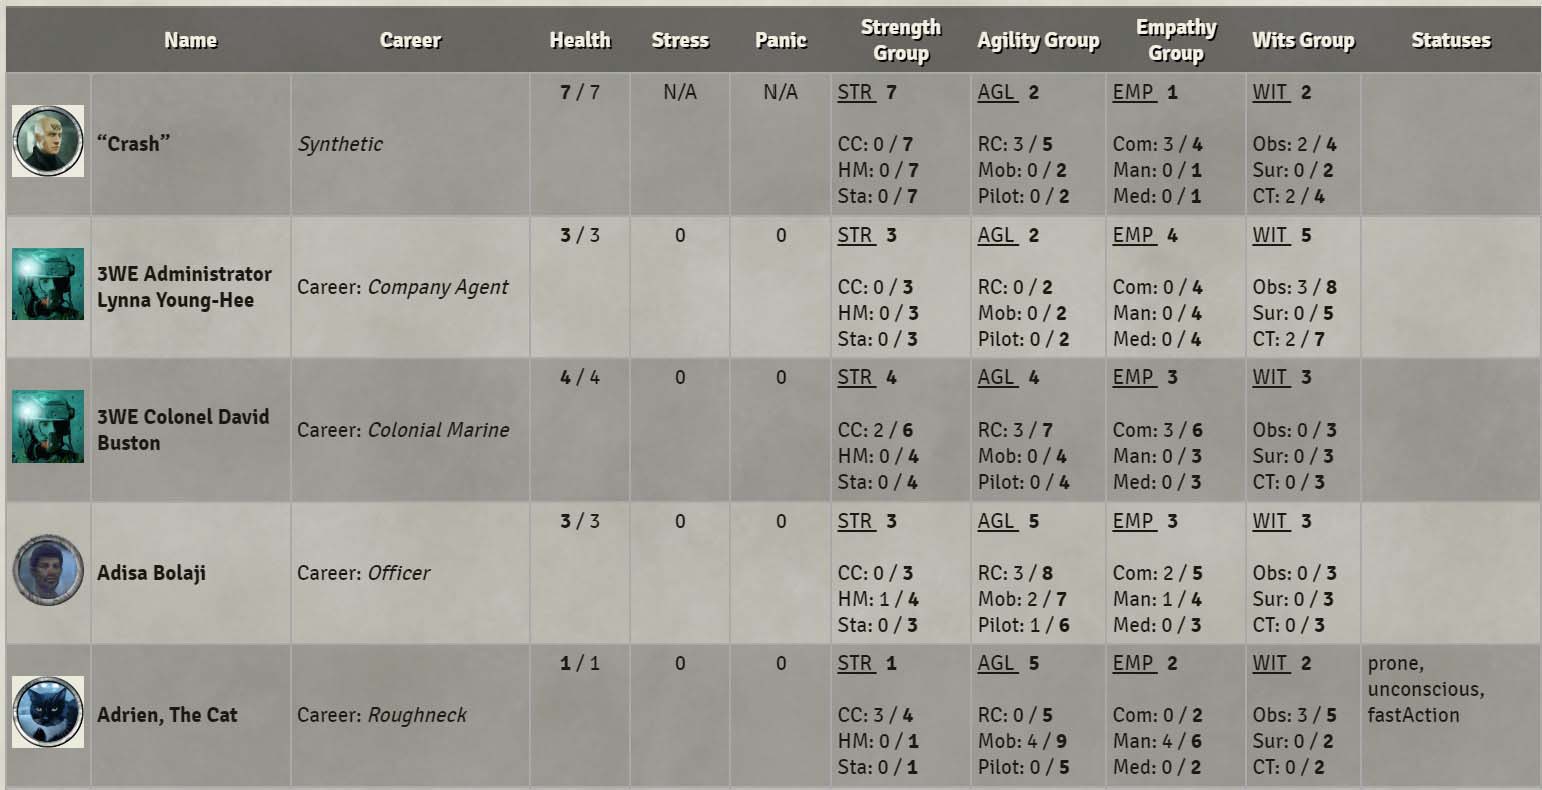 Name Career Health Stress Panic Strength Group Agility Group Empathy Group Wits Group Statuses
7 / 7 N/A N/A STR 7 AGL 2 EMP 1 WIT 2
“Crash” Synthetic CC: 0 / 7 RC: 3 / 5 Com: 3 / 4 Obs: 2 / 4
HM: 0 / 7 Mob: 0 / 2 Man: 0 / 1 Sur: 0 / 2
Sta: 0 / 7 Pilot: 0 / 2 Med: 0 / 1 CT: 2 / 4
3 / 3 0 0 STR 3 AGL 2 EMP 4 WIT 5
3WE Administrator Lynna Young-Hee Career: Company Agent CC: 0 / 3 RC: 0 / 2 Com: 0 / 4 Obs: 3 / 8
HM: 0 / 3 Mob: 0 / 2 Man: 0 / 4 Sur: 0 / 5
Sta: 0 / 3 Pilot: 0 / 2 Med: 0 / 4 CT: 2 / 7
4 / 4 0 0 STR 4 AGL 4 EMP 3 WIT 3
3WE Colonel David Buston Career: Colonial Marine CC: 2 / 6 RC: 3 / 7 Com: 3 / 6 Obs: 0 / 3
HM: 0 / 4 Mob: 0 / 4 Man: 0 / 3 Sur: 0 / 3
Sta: 0 / 4 Pilot: 0 / 4 Med: 0 / 3 CT: 0 / 3
3 / 3 0 0 STR 3 AGL 5 EMP 3 WIT 3
Adisa Bolaji Career: Officer CC: 0 / 3 RC: 3 / 8 Com: 2 / 5 Obs: 0 / 3
HM: 1 / 4 Mob: 2 / 7 Man: 1 / 4 Sur: 0 / 3
Sta: 0 / 3 Pilot: 1 / 6 Med: 0 / 3 CT: 0 / 3
1 / 1 0 0 STR 1 AGL 5 EMP 2 WIT 2 prone,
unconscious,
Adrien, The Cat Career: Roughneck CC: 3 / 4 RC: 0 / 5 Com: 0 / 2 Obs: 3 / 5 fastAction
HM: 0 / 1 Mob: 4 / 9 Man: 4 / 6 Sur: 0 / 2
Sta: 0 / 1 Pilot: 0 / 5 Med: 0 / 2 CT: 0 / 2